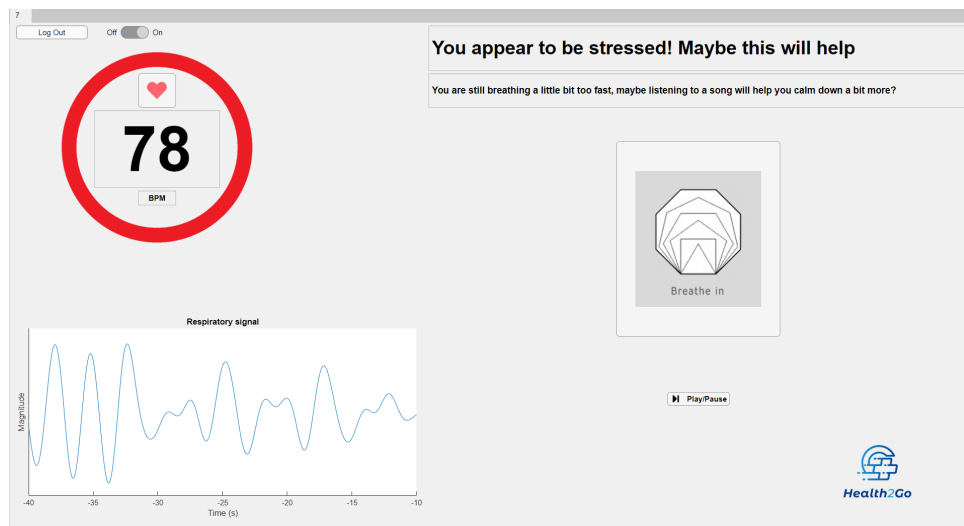 7
Log Out
Off
On
You appear to be stressed! Maybe this will help
You are still breathing a little bit too fast, maybe listening to a song will help you calm down a bit more?
78
BPM
Breathe in
Respiratory signal
Magnitude
-40 -35 -30 -25 -20 -15 -10
Time (s)
Play/Pause
Health2Go